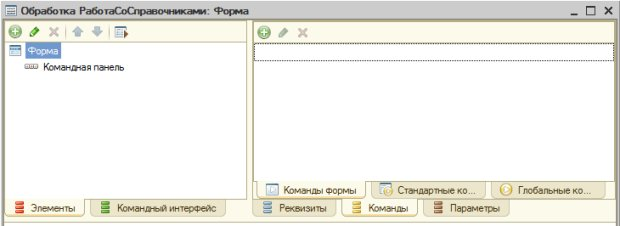 Обработка РаботаСоСправочниками: Форма
Форма
Командная панель
Команды формы
Стандартные ко...
Глобальные ко...
Элементы
Командный интерфейс
Реквизиты
Команды
Параметры